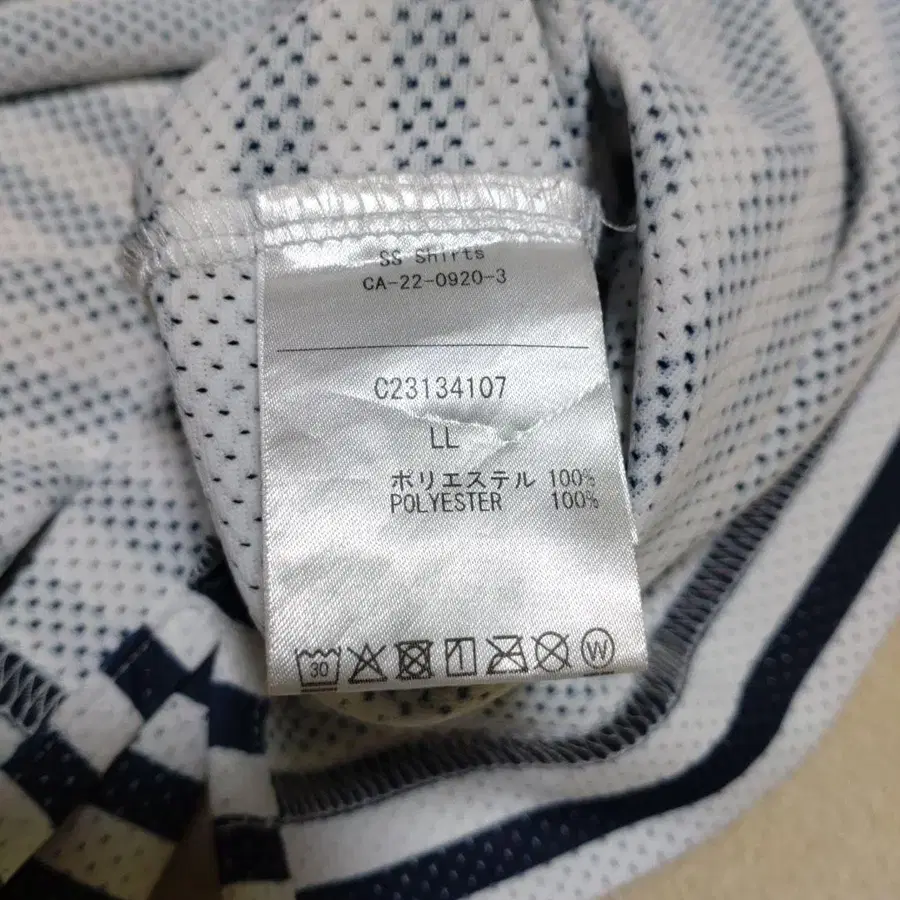 SS Shirts
CA-22-0920-3
C23134107
LL
ポリエステル 100%
POLYESTER 100%
30
W